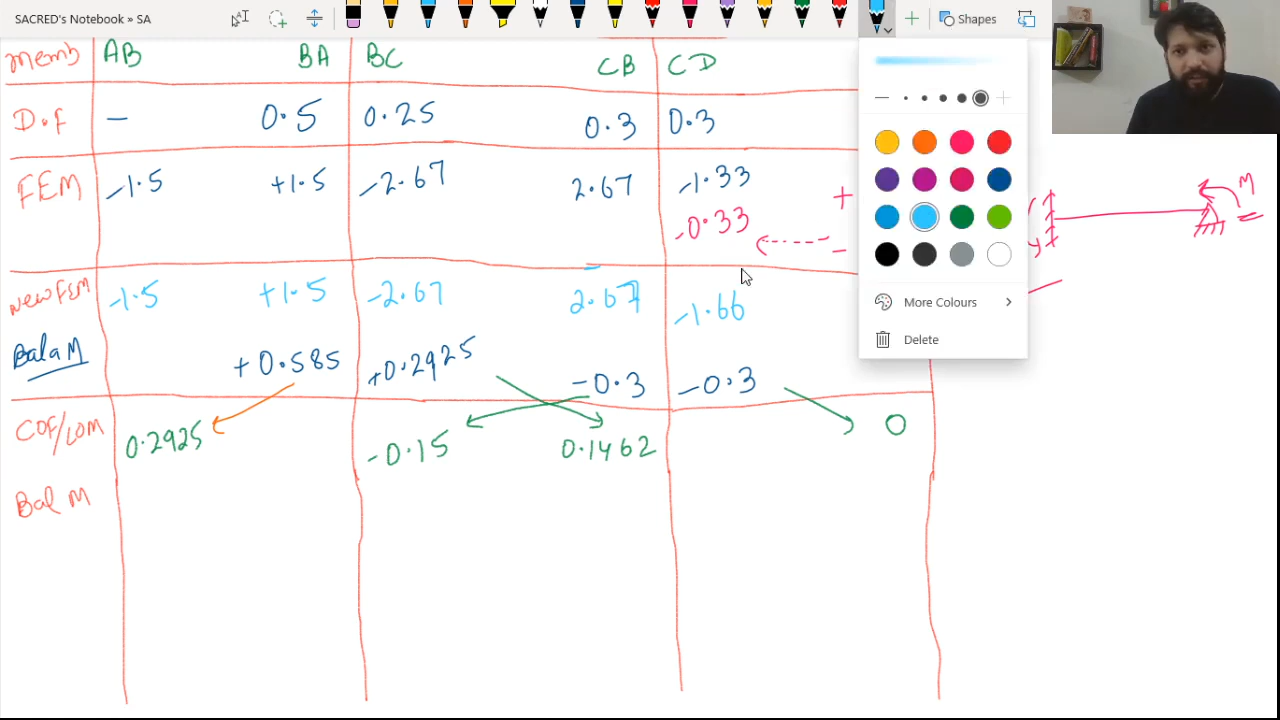 SACRED's Notebook » SA
Shapes
Memb AB BA BC CB CD
D.f - 0.5 0.25 0.3 0.3
FEM -1.5 +1.5 -2.67 2.67 -1.33 +
-0.33 -
M
New FEM -1.5 +1.5 -2.67 2.67 -1.66
More Colours
Delete
Bala M +0.585 +0.2925 -0.3 -0.3
COF/COM 0.2925 -0.15 0.1462 0
Bal M